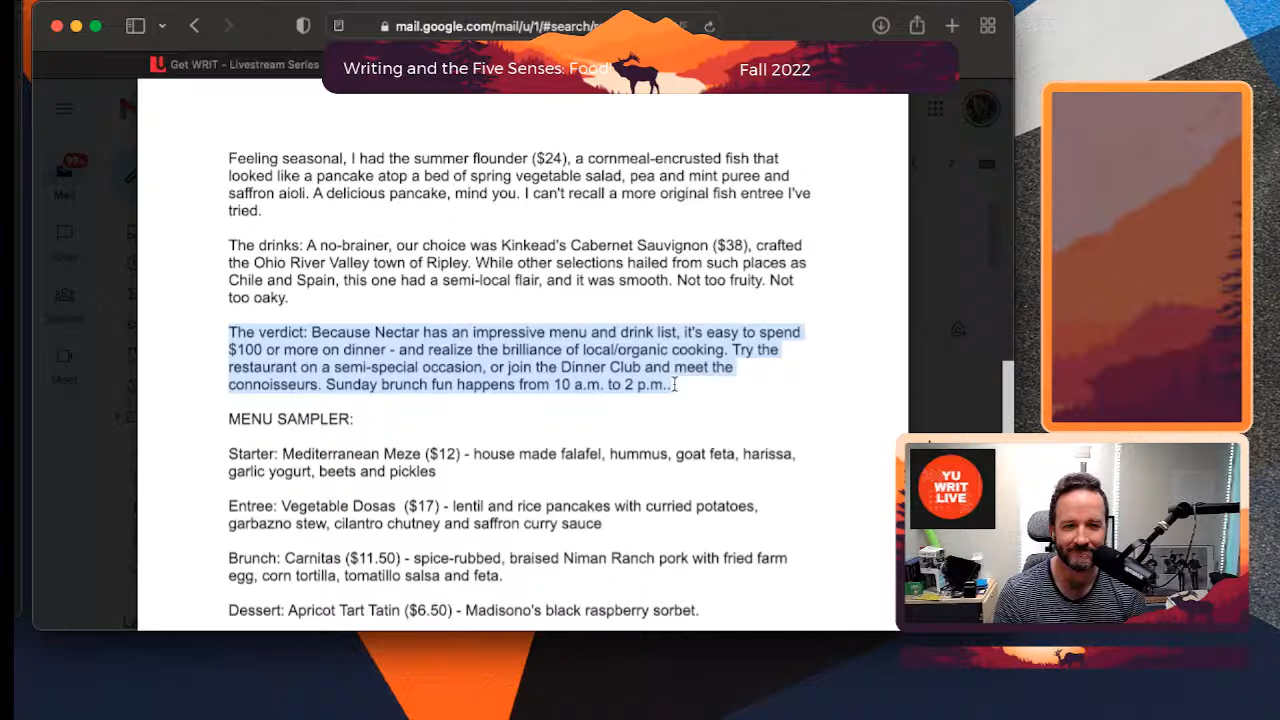 mail.google.com/mail/u/1/#search/
Get WRIT - Livestream Series
Writing and the Five Senses: Food!
Fall 2022
99+
Mail
Meet
Feeling seasonal, I had the summer flounder ($24), a cornmeal-encrusted fish that
looked like a pancake atop a bed of spring vegetable salad, pea and mint puree and
saffron aioli. A delicious pancake, mind you. I can't recall a more original fish entree I've
tried.
The drinks: A no-brainer, our choice was Kinkead's Cabernet Sauvignon ($38), crafted
the Ohio River Valley town of Ripley. While other selections hailed from such places as
Chile and Spain, this one had a semi-local flair, and it was smooth. Not too fruity. Not
too oaky.
The verdict: Because Nectar has an impressive menu and drink list, it's easy to spend
$100 or more on dinner - and realize the brilliance of local/organic cooking. Try the
restaurant on a semi-special occasion, or join the Dinner Club and meet the
connoisseurs. Sunday brunch fun happens from 10 a.m. to 2 p.m..
MENU SAMPLER:
Starter: Mediterranean Meze ($12) - house made falafel, hummus, goat feta, harissa,
garlic yogurt, beets and pickles
Entree: Vegetable Dosas ($17) - lentil and rice pancakes with curried potatoes,
garbazno stew, cilantro chutney and saffron curry sauce
Brunch: Carnitas ($11.50) - spice-rubbed, braised Niman Ranch pork with fried farm
egg, corn tortilla, tomatillo salsa and feta.
Dessert: Apricot Tart Tatin ($6.50) - Madisono's black raspberry sorbet.
YU
WRIT
LIVE